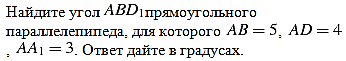 Найдите угол ABD₁прямоугольного
параллелепипеда, для которого AB = 5, AD = 4
, AA₁ = 3. Ответ дайте в градусах.